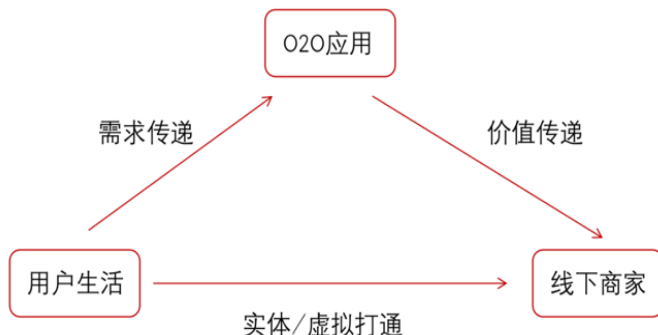 O2O应用
需求传递
价值传递
用户生活
线下商家
实体/虚拟打通